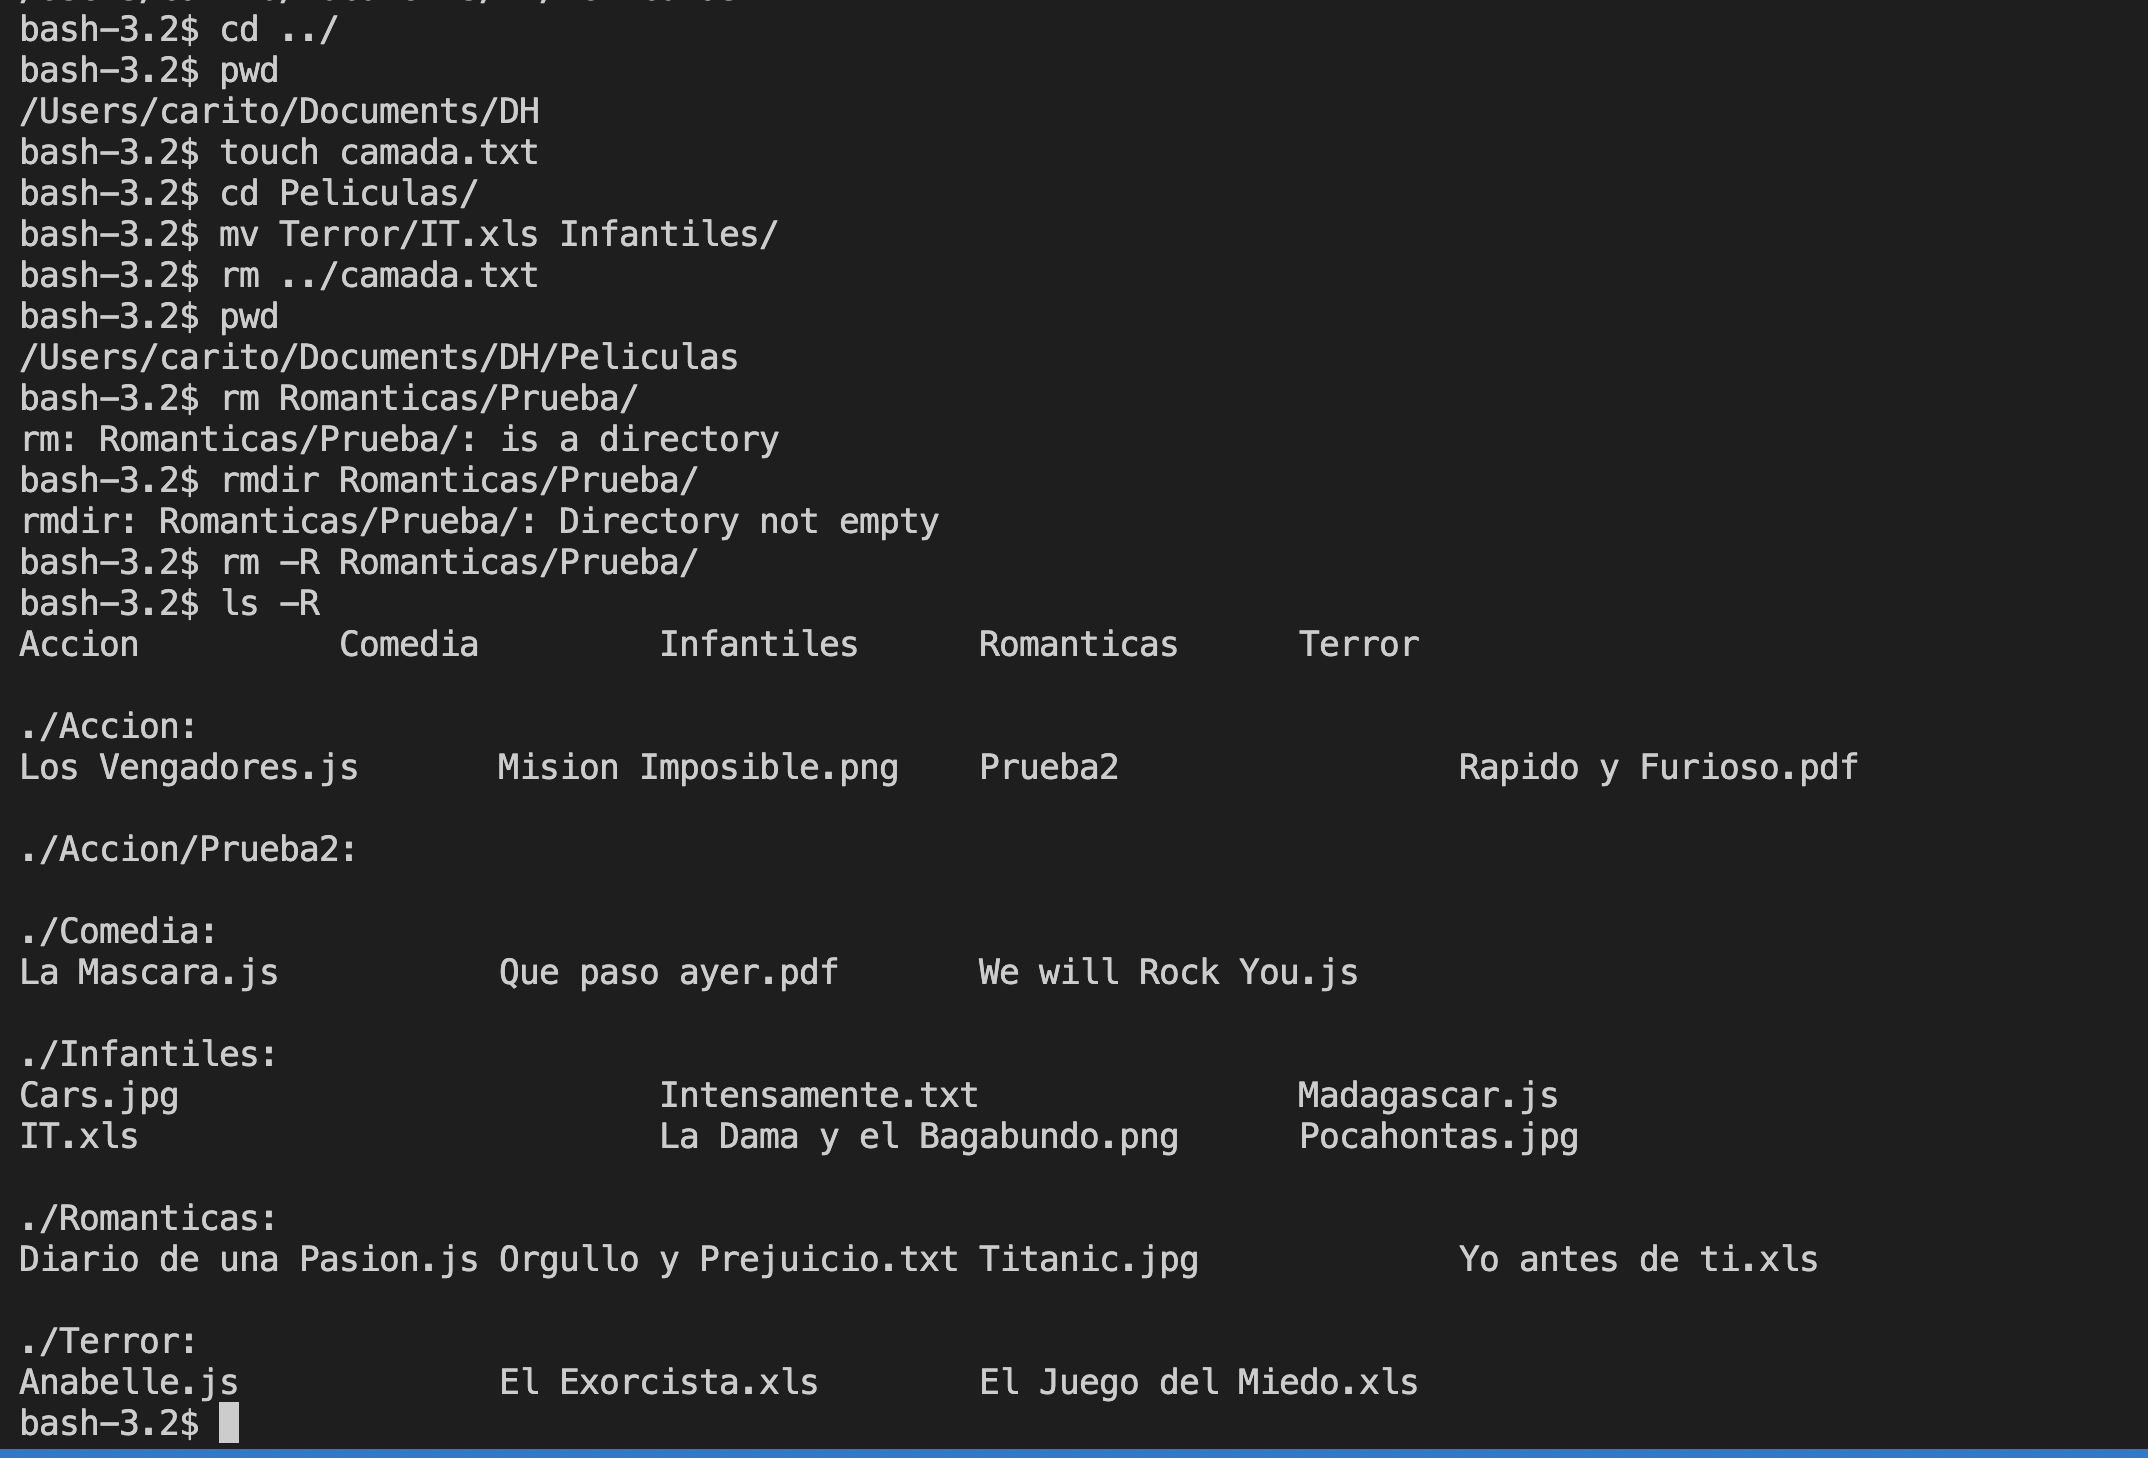 bash-3.2$ cd ../
bash-3.2$ pwd
/Users/carito/Documents/DH
bash-3.2$ touch camada.txt
bash-3.2$ cd Peliculas/
bash-3.2$ mv Terror/IT.xls Infantiles/
bash-3.2$ rm ../camada.txt
bash-3.2$ pwd
/Users/carito/Documents/DH/Peliculas
bash-3.2$ rm Romanticas/Prueba/
rm: Romanticas/Prueba/: is a directory
bash-3.2$ rmdir Romanticas/Prueba/
rmdir: Romanticas/Prueba/: Directory not empty
bash-3.2$ rm -R Romanticas/Prueba/
bash-3.2$ ls -R
Accion Comedia Infantiles Romanticas Terror
./Accion:
Los Vengadores.js Mision Imposible.png Prueba2 Rapido y Furioso.pdf
./Accion/Prueba2:
./Comedia:
La Mascara.js Que paso ayer.pdf We will Rock You.js
./Infantiles:
Cars.jpg Intensamente.txt Madagascar.js
IT.xls La Dama y el Bagabundo.png Pocahontas.jpg
./Romanticas:
Diario de una Pasion.js Orgullo y Prejuicio.txt Titanic.jpg Yo antes de ti.xls
./Terror:
Anabelle.js El Exorcista.xls El Juego del Miedo.xls
bash-3.2$